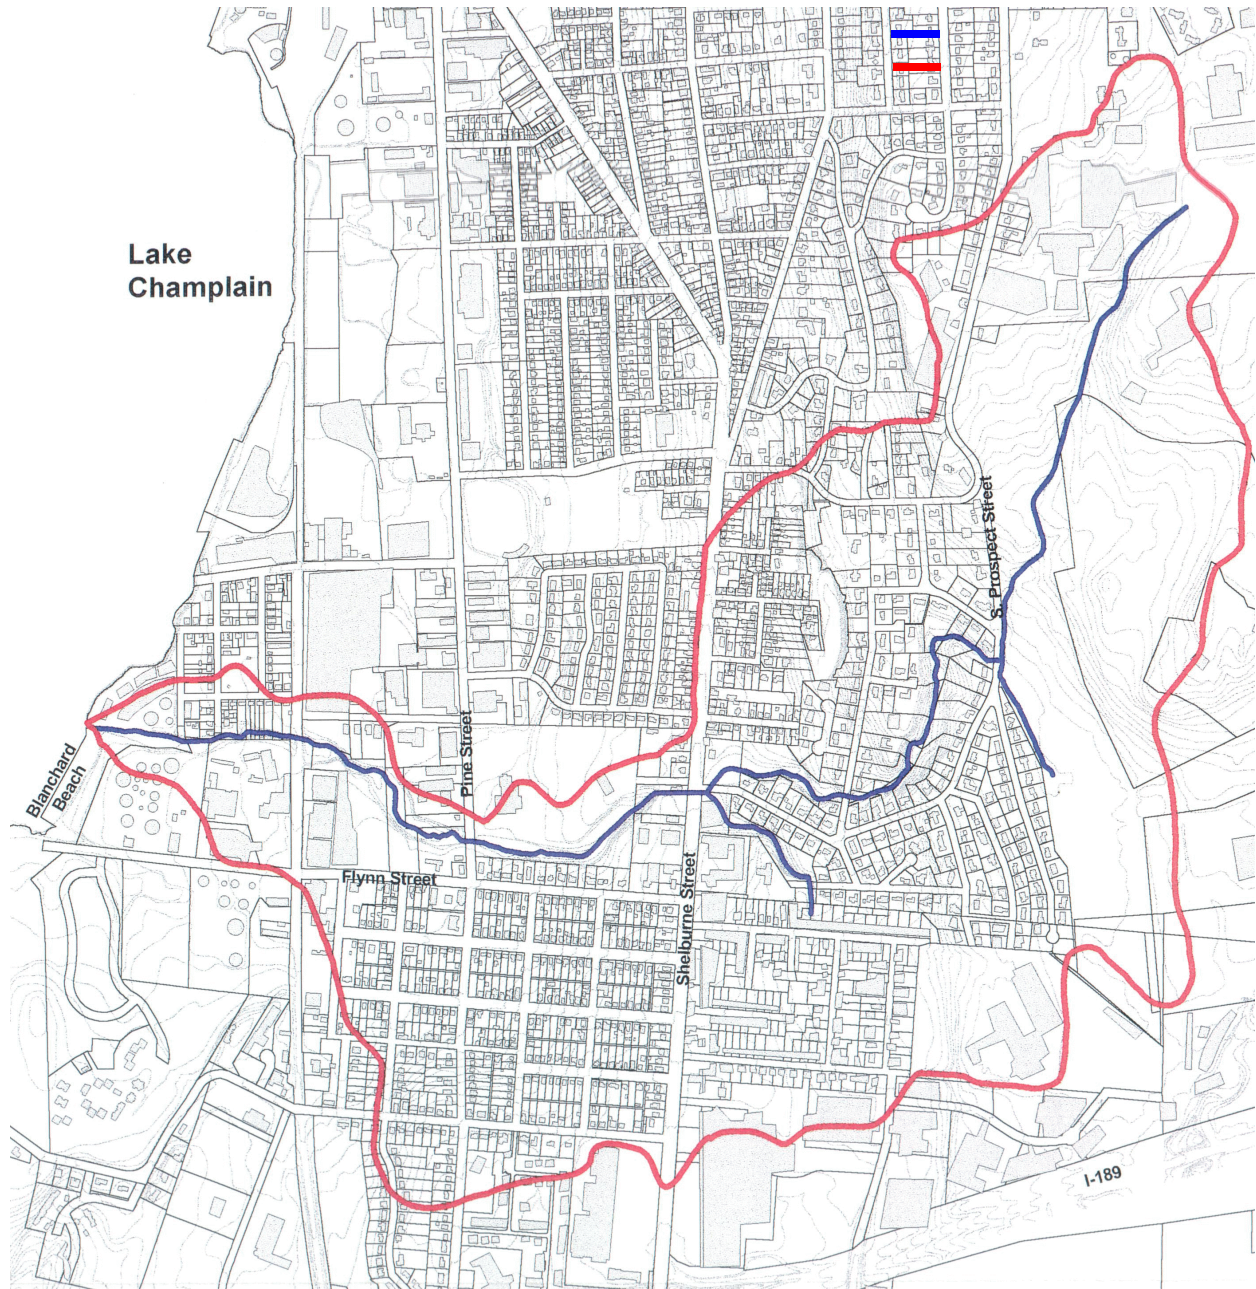 Lake
Champlain
S. Prospect Street
Pine Street
Blanchard
Beach
Flynn Street
Shelburne Street
I-189